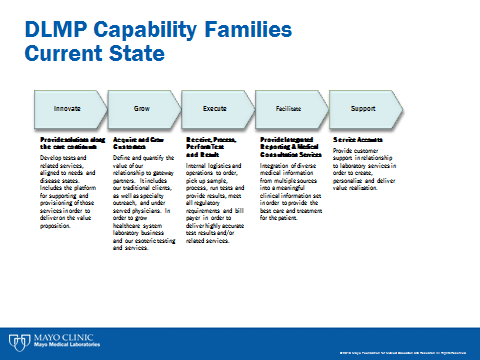 DLMP Capability Families
Current State
Innovate
Grow
Execute
Facilitate
Support
Provide solutions along
the care continuum
Develop tests and
related services,
aligned to needs and
disease states.
Includes the platform
for supporting and
provisioning of those
services in order to
deliver on the value
proposition.
Acquire and Grow
Customers
Define and quantify the
value of our
relationship to gateway
partners. It includes
our traditional clients,
as well as specialty
outreach, and under
served physicians. In
order to grow
healthcare system
laboratory business
and our esoteric testing
and services.
Receive, Process,
Perform Test
and Result
Internal logistics and
operations to order,
pick up sample,
process, run tests and
provide results, meet
all regulatory
requirements and bill
payer in order to
deliver highly accurate
test results and/or
related services.
Provide Integrated
Reporting & Medical
Consultation Services
Integration of diverse
medical information
from multiple sources
into a meaningful
clinical information set
in order to provide the
best care and treatment
for the patient.
Service Accounts
Provide customer
support in relationship
to laboratory services in
order to create,
personalize and deliver
value realization.
MAYO CLINIC
Mayo Medical Laboratories
Mayo Foundation for Medical Education and Research. All rights reserved.